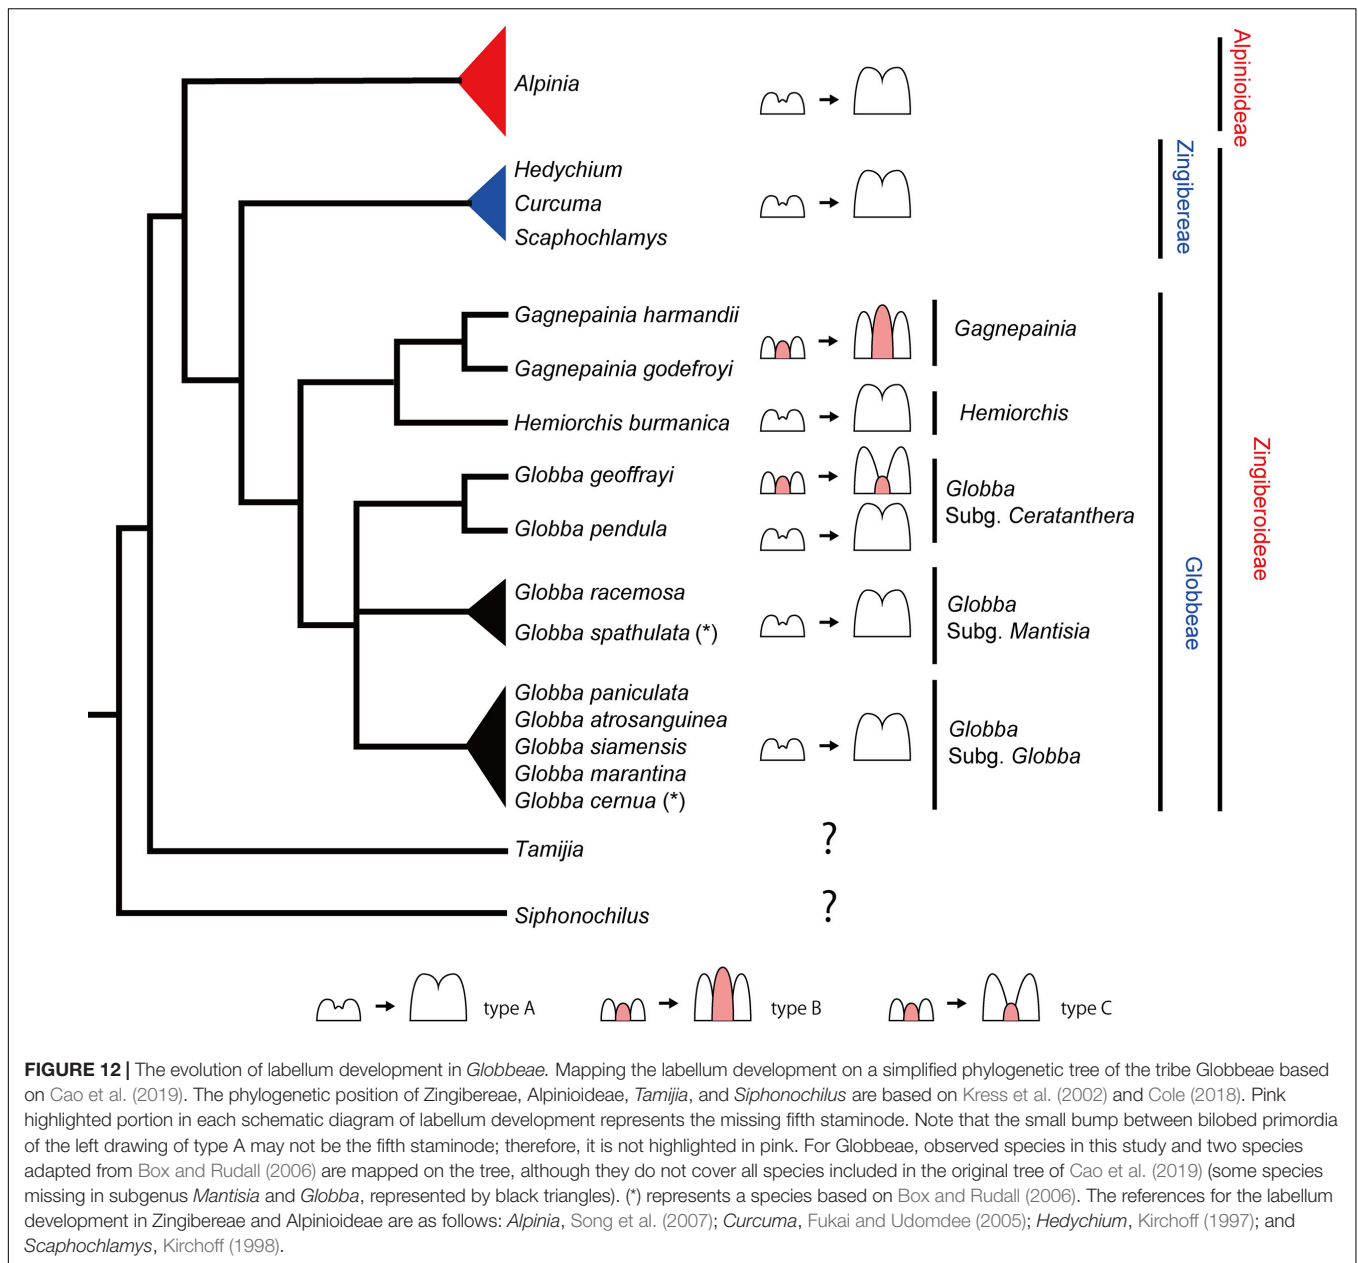 Alpinia
Alpinioideae
Hedychium
Curcuma
Scaphochlamys
Zingibereae
Gagnepainia harmandii
Gagnepainia godefroyi
Gagnepainia
Hemiorchis burmanica
Hemiorchis
Globba geoffrayi
Globba pendula
Globba
Subg. Ceratanthera
Globba racemosa
Globba spathulata (*)
Globba
Subg. Mantisia
Globba paniculata
Globba atrosanguinea
Globba siamensis
Globba marantina
Globba cernua (*)
Globba
Subg. Globba
Globbeae
Zingiberoideae
Tamijia
?
Siphonochilus
?
type A
type B
type C
FIGURE 12 | The evolution of labellum development in Globbeae. Mapping the labellum development on a simplified phylogenetic tree of the tribe Globbeae based
on Cao et al. (2019). The phylogenetic position of Zingibereae, Alpinioideae, Tamijia, and Siphonochilus are based on Kress et al. (2002) and Cole (2018). Pink
highlighted portion in each schematic diagram of labellum development represents the missing fifth staminode. Note that the small bump between bilobed primordia
of the left drawing of type A may not be the fifth staminode; therefore, it is not highlighted in pink. For Globbeae, observed species in this study and two species
adapted from Box and Rudall (2006) are mapped on the tree, although they do not cover all species included in the original tree of Cao et al. (2019) (some species
missing in subgenus Mantisia and Globba, represented by black triangles). (*) represents a species based on Box and Rudall (2006). The references for the labellum
development in Zingibereae and Alpinioideae are as follows: Alpinia, Song et al. (2007); Curcuma, Fukai and Udomdee (2005); Hedychium, Kirchoff (1997); and
Scaphochlamys, Kirchoff (1998).